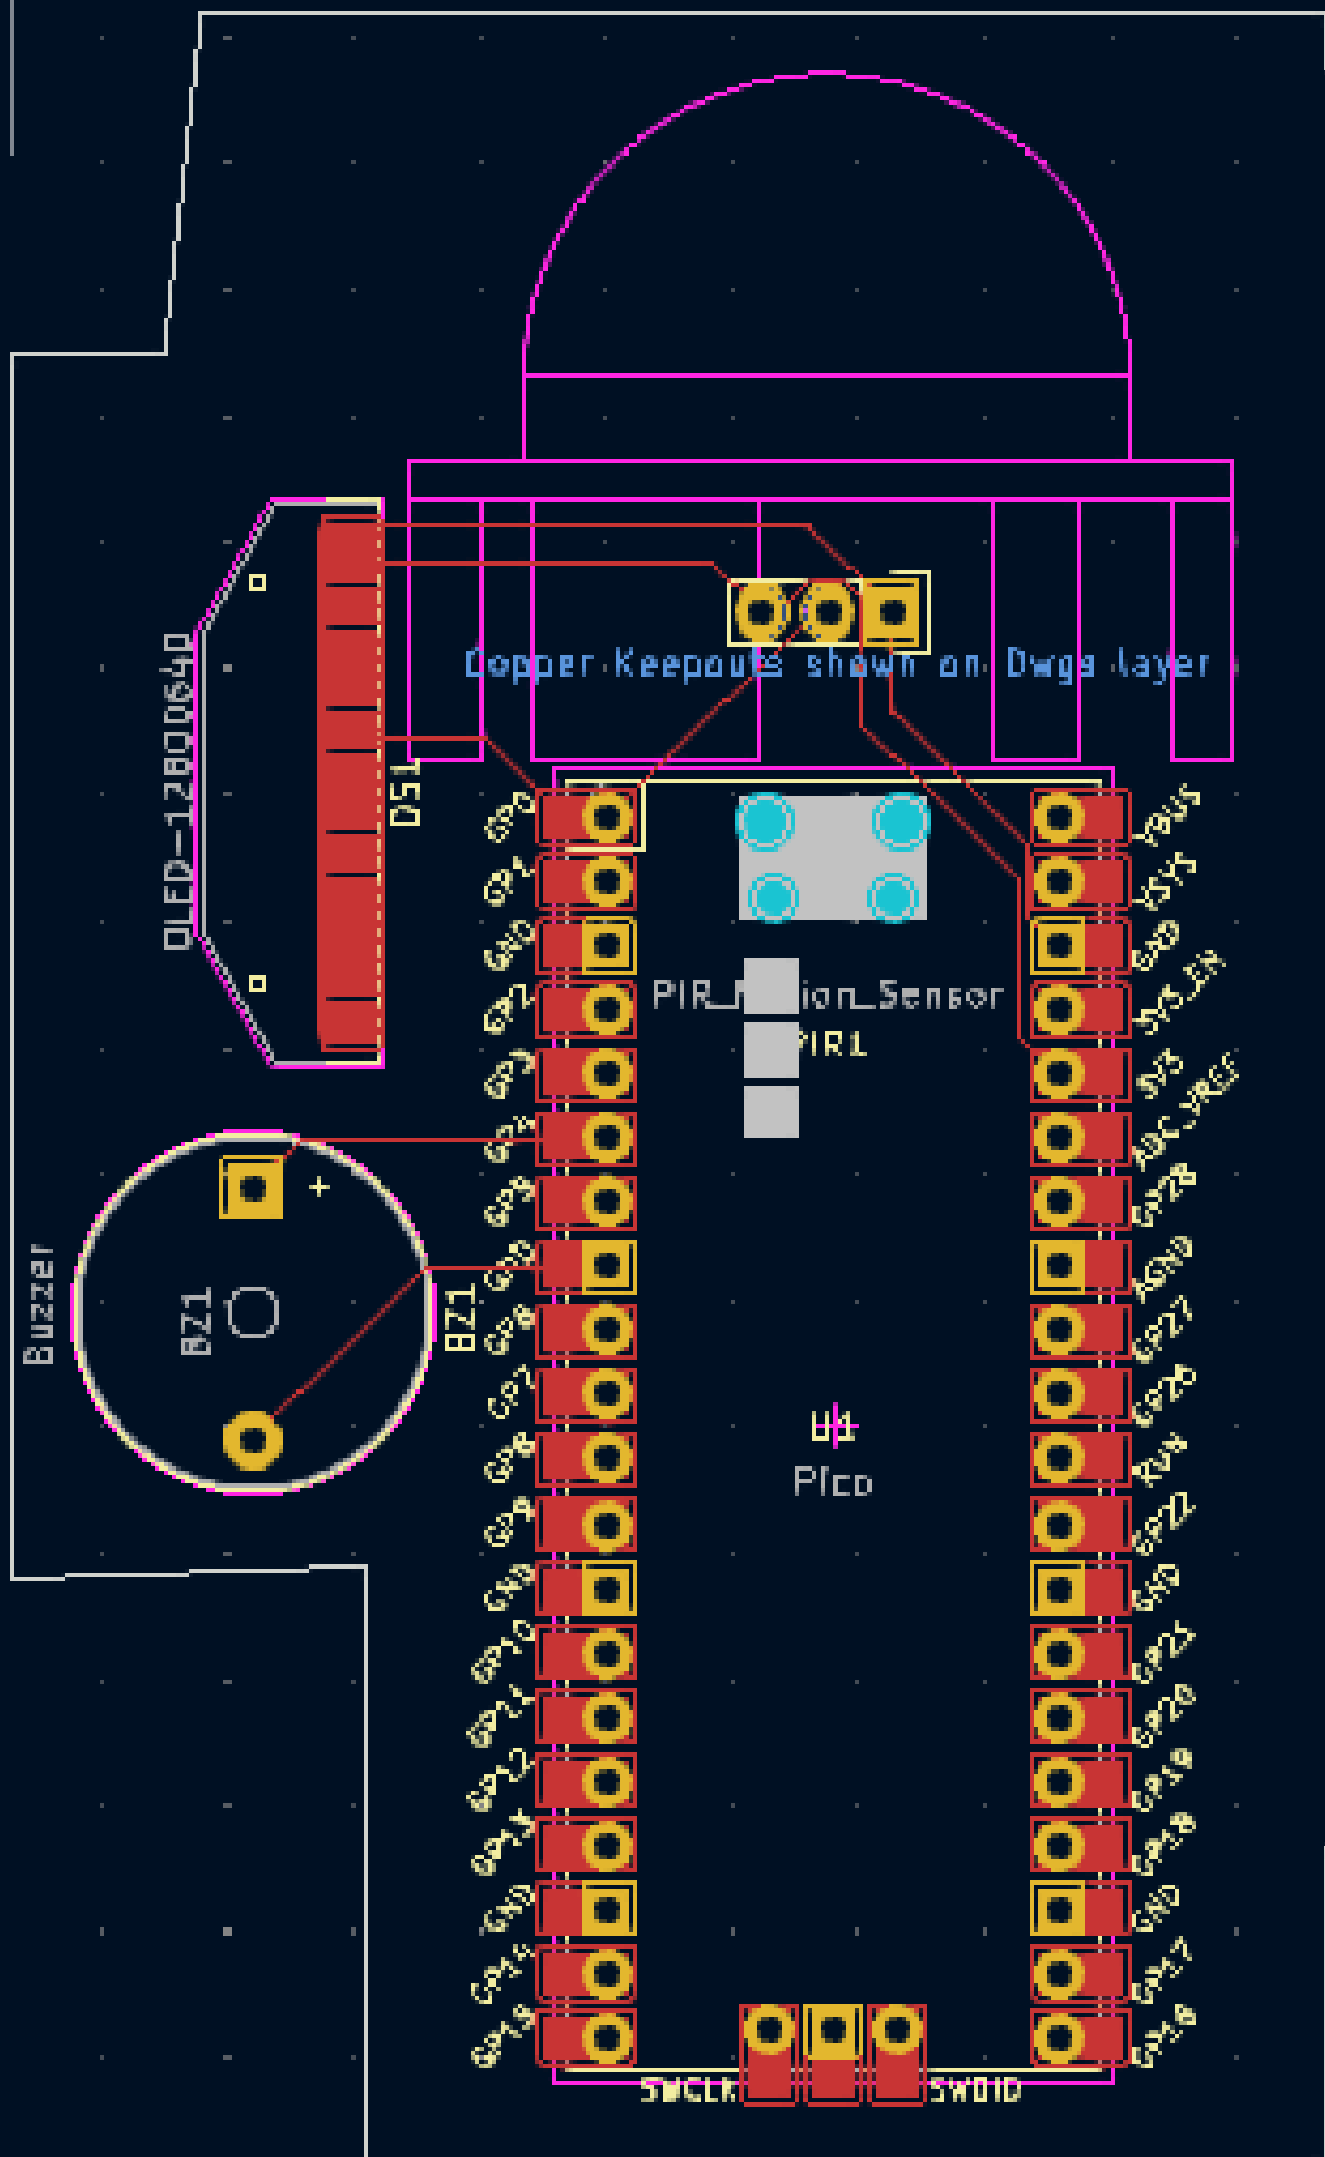 Copper Keepouts shown on Dwgs layer
OLED-128O064D
DS1
PIR_M
ion_Sensor
PIR1
Buzzer
BZ1
BZ1
+
U1
Pico
GP0
GP1
GND
GP2
GP3
GP4
GP5
GND
GP6
GP7
GP8
GP9
GND
GP10
GP11
GP12
GP13
GND
GP14
GP15
VBUS
VSYS
GND
3V3_EN
3V3
ADC_VREF
GP28
AGND
GP27
GP26
RUN
GP22
GND
GP21
GP20
GP19
GP18
GND
GP17
GP16
SWCLK
SWDIO